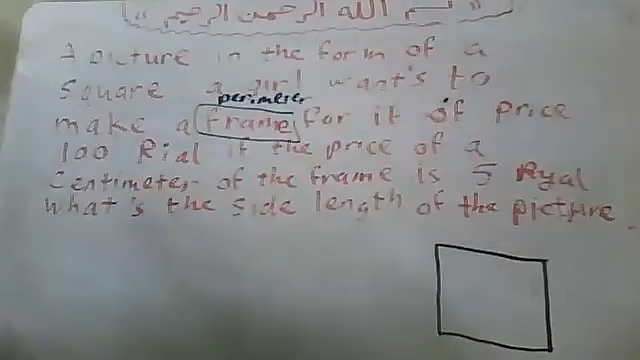 بسم الله الرحمن الرحيم
A picture in the form of a
square a girl want's to
perimeter
make a frame for it of price
100 Rial if the price of a
Centimeter of the frame is 5 Ryal
What's the side length of the picture